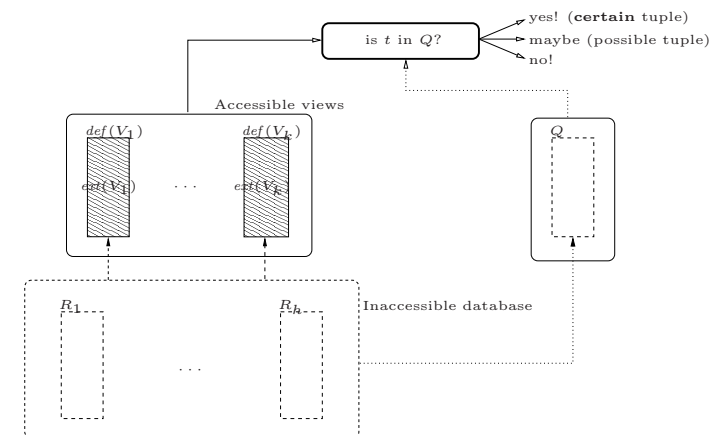 is t in Q?
yes! (certain tuple)
maybe (possible tuple)
no!
Accessible views
def(V1) def(Vk)
ext(V1) · · · ext(Vk)
Q
Inaccessible database
R1 Rh
· · ·